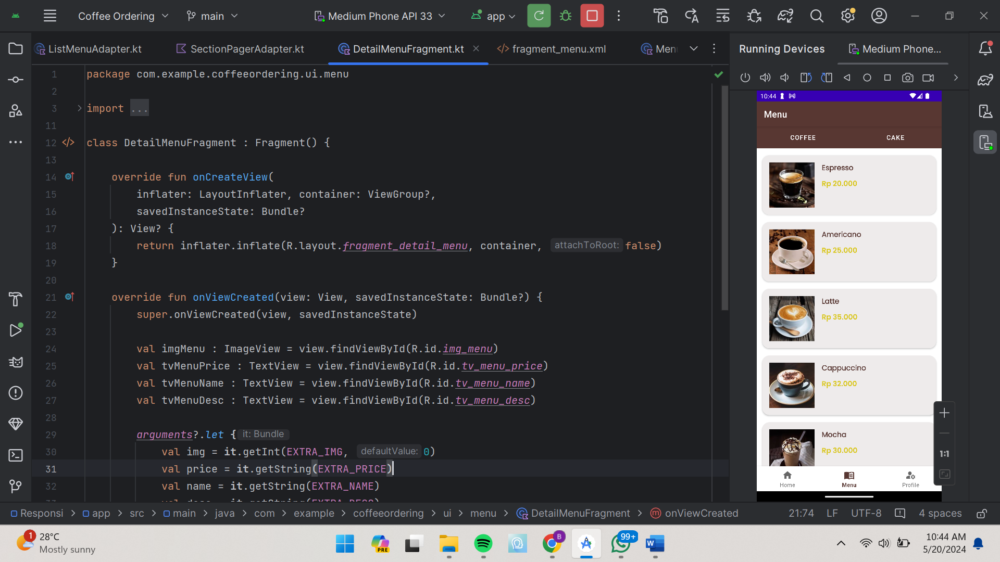 Coffee Ordering
main
Medium Phone API 33
app
ListMenuAdapter.kt
SectionPagerAdapter.kt
DetailMenuFragment.kt
fragment_menu.xml
Men
Running Devices
Medium Phone...
1 package com.example.coffeeordering.ui.menu
2
3 import ...
11
12 class DetailMenuFragment : Fragment() {
13
14 override fun onCreateView(
15 inflater: LayoutInflater, container: ViewGroup?,
16 savedInstanceState: Bundle?
17 ): View? {
18 return inflater.inflate(R.layout.fragment_detail_menu, container, attachToRoot: false)
19 }
20
21 override fun onViewCreated(view: View, savedInstanceState: Bundle?) {
22 super.onViewCreated(view, savedInstanceState)
23
24 val imgMenu : ImageView = view.findViewById(R.id.img_menu)
25 val tvMenuPrice : TextView = view.findViewById(R.id.tv_menu_price)
26 val tvMenuName : TextView = view.findViewById(R.id.tv_menu_name)
27 val tvMenuDesc : TextView = view.findViewById(R.id.tv_menu_desc)
28
29 arguments?.let { it: Bundle
30 val img = it.getInt(EXTRA_IMG, defaultValue: 0)
31 val price = it.getString(EXTRA_PRICE)
32 val name = it.getString(EXTRA_NAME)
10:44
Menu
COFFEE
CAKE
Espresso
Rp 20.000
Americano
Rp 25.000
Latte
Rp 35.000
Cappuccino
Rp 32.000
Mocha
Rp 30.000
1:1
Home
Menu
Profile
Responsi > app > src > main > java > com > example > coffeeordering > ui > menu > DetailMenuFragment > onViewCreated
21:74
LF
UTF-8
4 spaces
1
28°C
Mostly sunny
PRE
B
99+
W
10:44 AM
5/20/2024